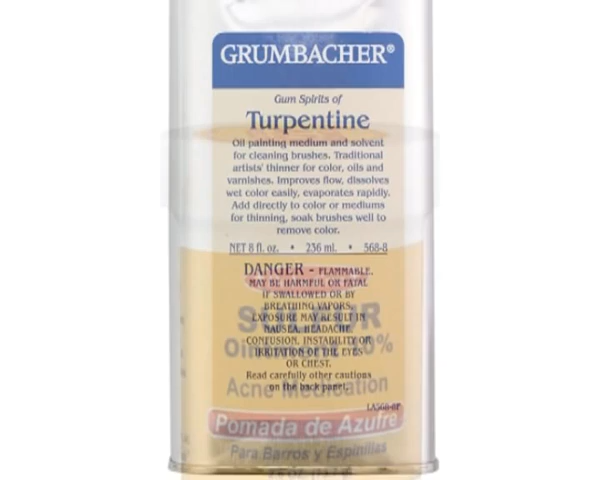 GRUMBACHER®
Gum Spirits of
Turpentine
Oil painting medium and solvent
for cleaning brushes. Traditional
artists' thinner for color, oils and
varnishes. Improves flow, dissolves
wet color easily, evaporates rapidly.
Add directly to color or mediums
for thinning, soak brushes well to
remove color.
NET 8 fl. oz. • 236 ml. • 568-8
DANGER - FLAMMABLE.
MAY BE HARMFUL OR FATAL
IF SWALLOWED OR BY
BREATHING VAPORS.
EXPOSURE MAY RESULT IN
NAUSEA, HEADACHE,
CONFUSION, INSTABILITY OR
IRRITATION OF THE EYES
OR CHEST.
Read carefully other cautions
on the back panel.
LA568-8P
SULFUR
Ointment 10%
Acne Medication
Pomada de Azufre
Para Barros y Espinillas